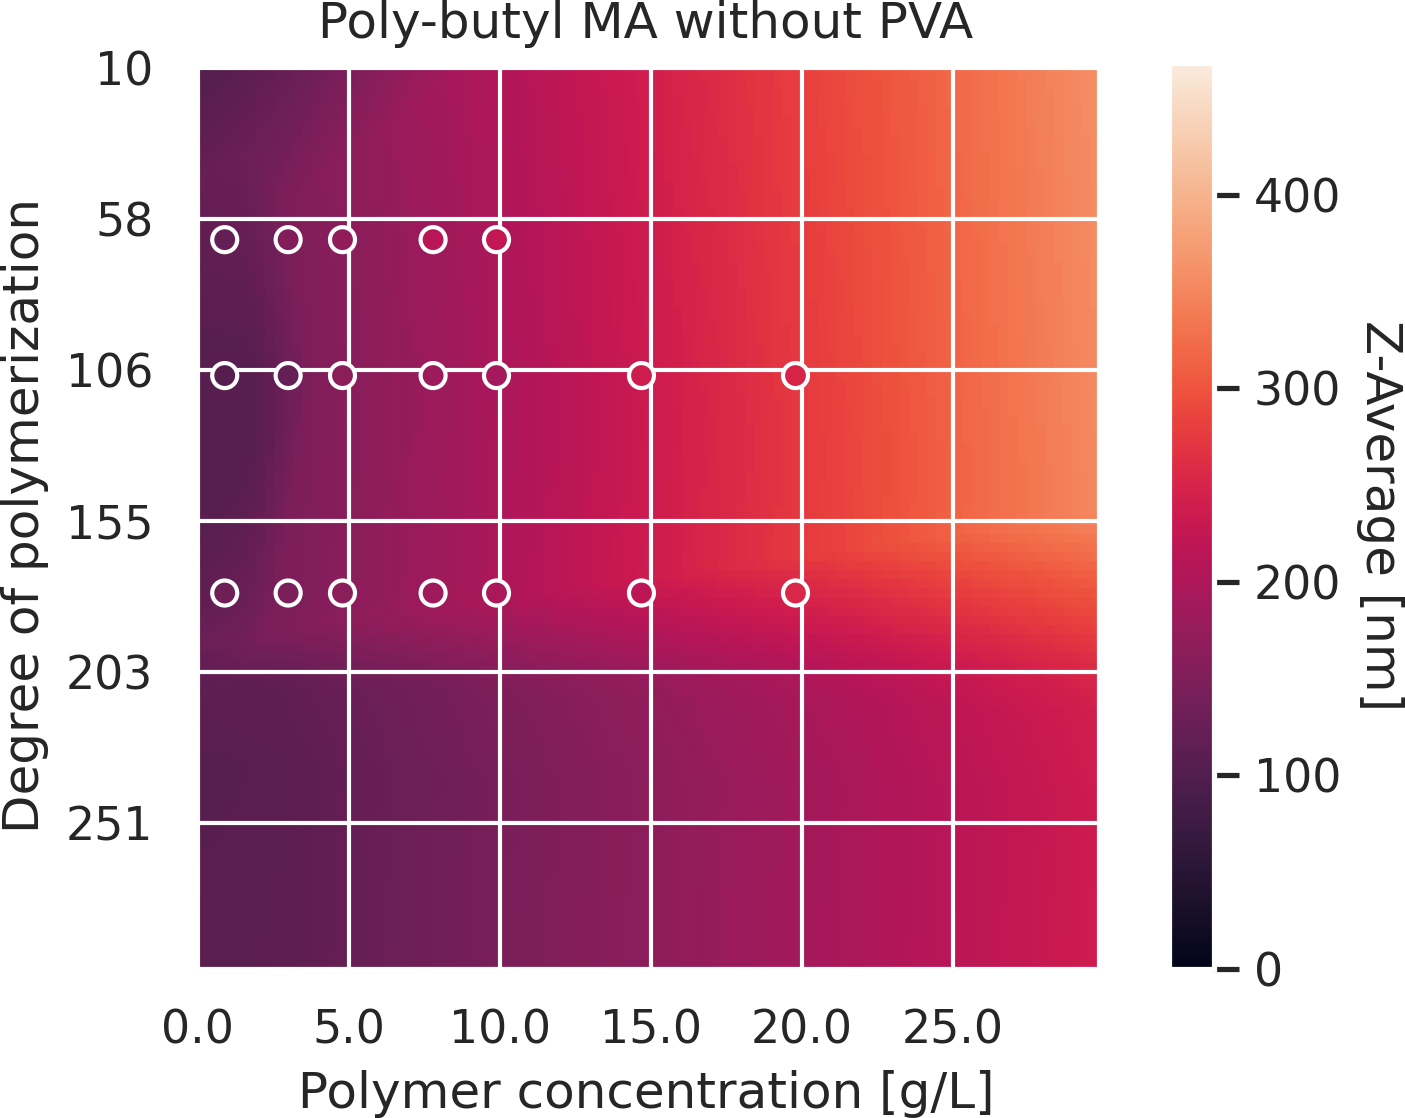 Poly-butyl MA without PVA
10
58
106
155
203
251
Degree of polymerization
0.0 5.0 10.0 15.0 20.0 25.0
Polymer concentration [g/L]
400
300
200
100
0
Z-Average [nm]